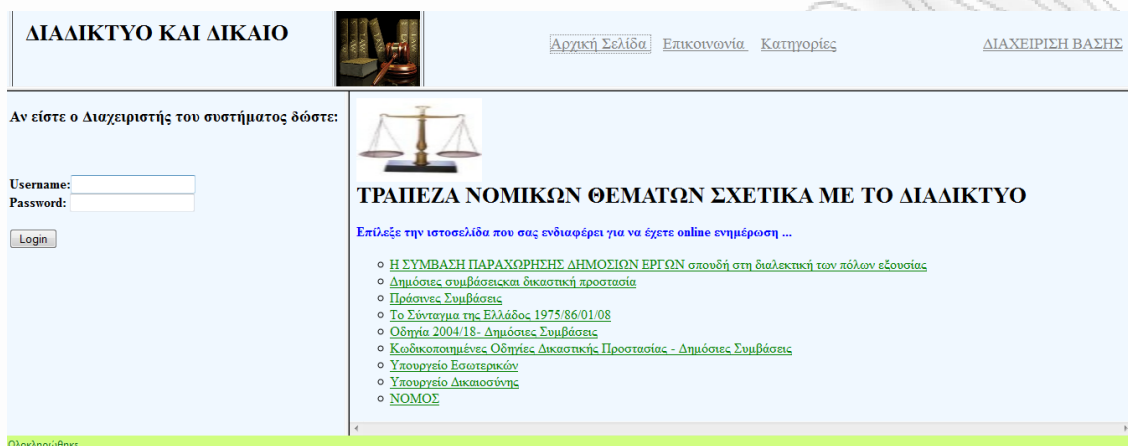 ΔΙΑΔΙΚΤΥΟ ΚΑΙ ΔΙΚΑΙΟ
Αρχική Σελίδα Επικοινωνία Κατηγορίες ΔΙΑΧΕΙΡΙΣΗ ΒΑΣΗΣ
Αν είστε ο Διαχειριστής του συστήματος δώστε:
Username:
Password:
Login
ΤΡΑΠΕΖΑ ΝΟΜΙΚΩΝ ΘΕΜΑΤΩΝ ΣΧΕΤΙΚΑ ΜΕ ΤΟ ΔΙΑΔΙΚΤΥΟ
Επίλεξε την ιστοσελίδα που σας ενδιαφέρει για να έχετε online ενημέρωση ...
Η ΣΥΜΒΑΣΗ ΠΑΡΑΧΩΡΗΣΗΣ ΔΗΜΟΣΙΩΝ ΕΡΓΩΝ σπουδή στη διαλεκτική των πόλων εξουσίας
Δημόσιες συμβάσειςκαι δικαστική προστασία
Πράσινες Συμβάσεις
Το Σύνταγμα της Ελλάδος 1975/86/01/08
Οδηγία 2004/18- Δημόσιες Συμβάσεις
Κωδικοποιημένες Οδηγίες Δικαστικής Προστασίας - Δημόσιες Συμβάσεις
Υπουργείο Εσωτερικών
Υπουργείο Δικαιοσύνης
ΝΟΜΟΣ
Ολοκληρώθηκε